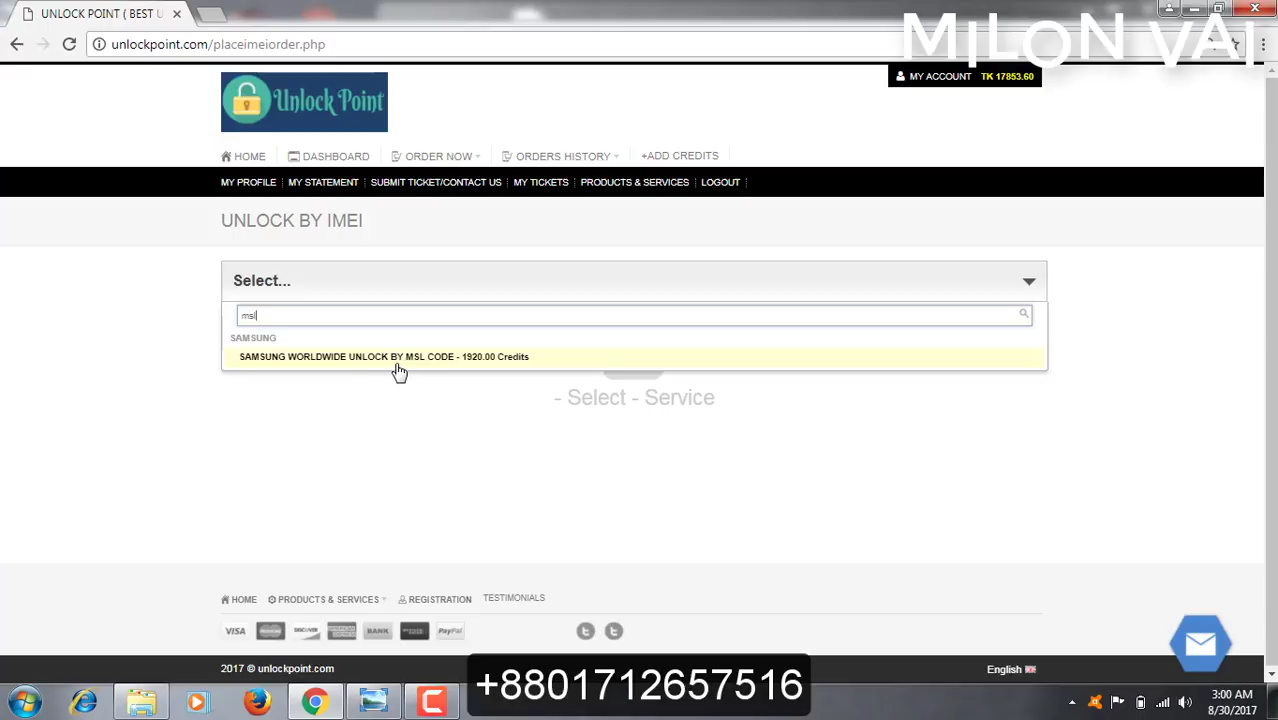 UNLOCK POINT ( BEST U
MiLON vAi
unlockpoint.com/placeimeiorder.php
Unlock Point
MY ACCOUNT TK 17853.60
HOME DASHBOARD ORDER NOW ORDERS HISTORY +ADD CREDITS
MY PROFILE MY STATEMENT SUBMIT TICKET/CONTACT US MY TICKETS PRODUCTS & SERVICES LOGOUT
UNLOCK BY IMEI
Select...
msl
SAMSUNG
SAMSUNG WORLDWIDE UNLOCK BY MSL CODE - 1920.00 Credits
- Select - Service
HOME PRODUCTS & SERVICES REGISTRATION TESTIMONIALS
VISA DISCOVER BANK PayPal
2017 © unlockpoint.com
English
+8801712657516
3:00 AM
8/30/2017